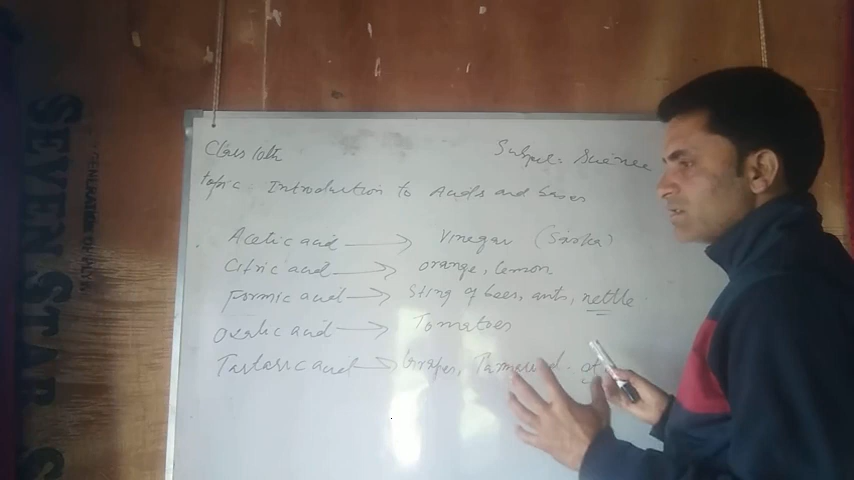 Class 10th
Subject: Science
topic: Introduction to Acids and bases
Acetic acid → Vinegar (Sirka)
Citric acid → orange, lemon
Formic acid → Sting of bees, ants, nettle
Oxalic acid → Tomatoes
Tartaric acid → Grapes, Tamarind.
SEVEN STAR